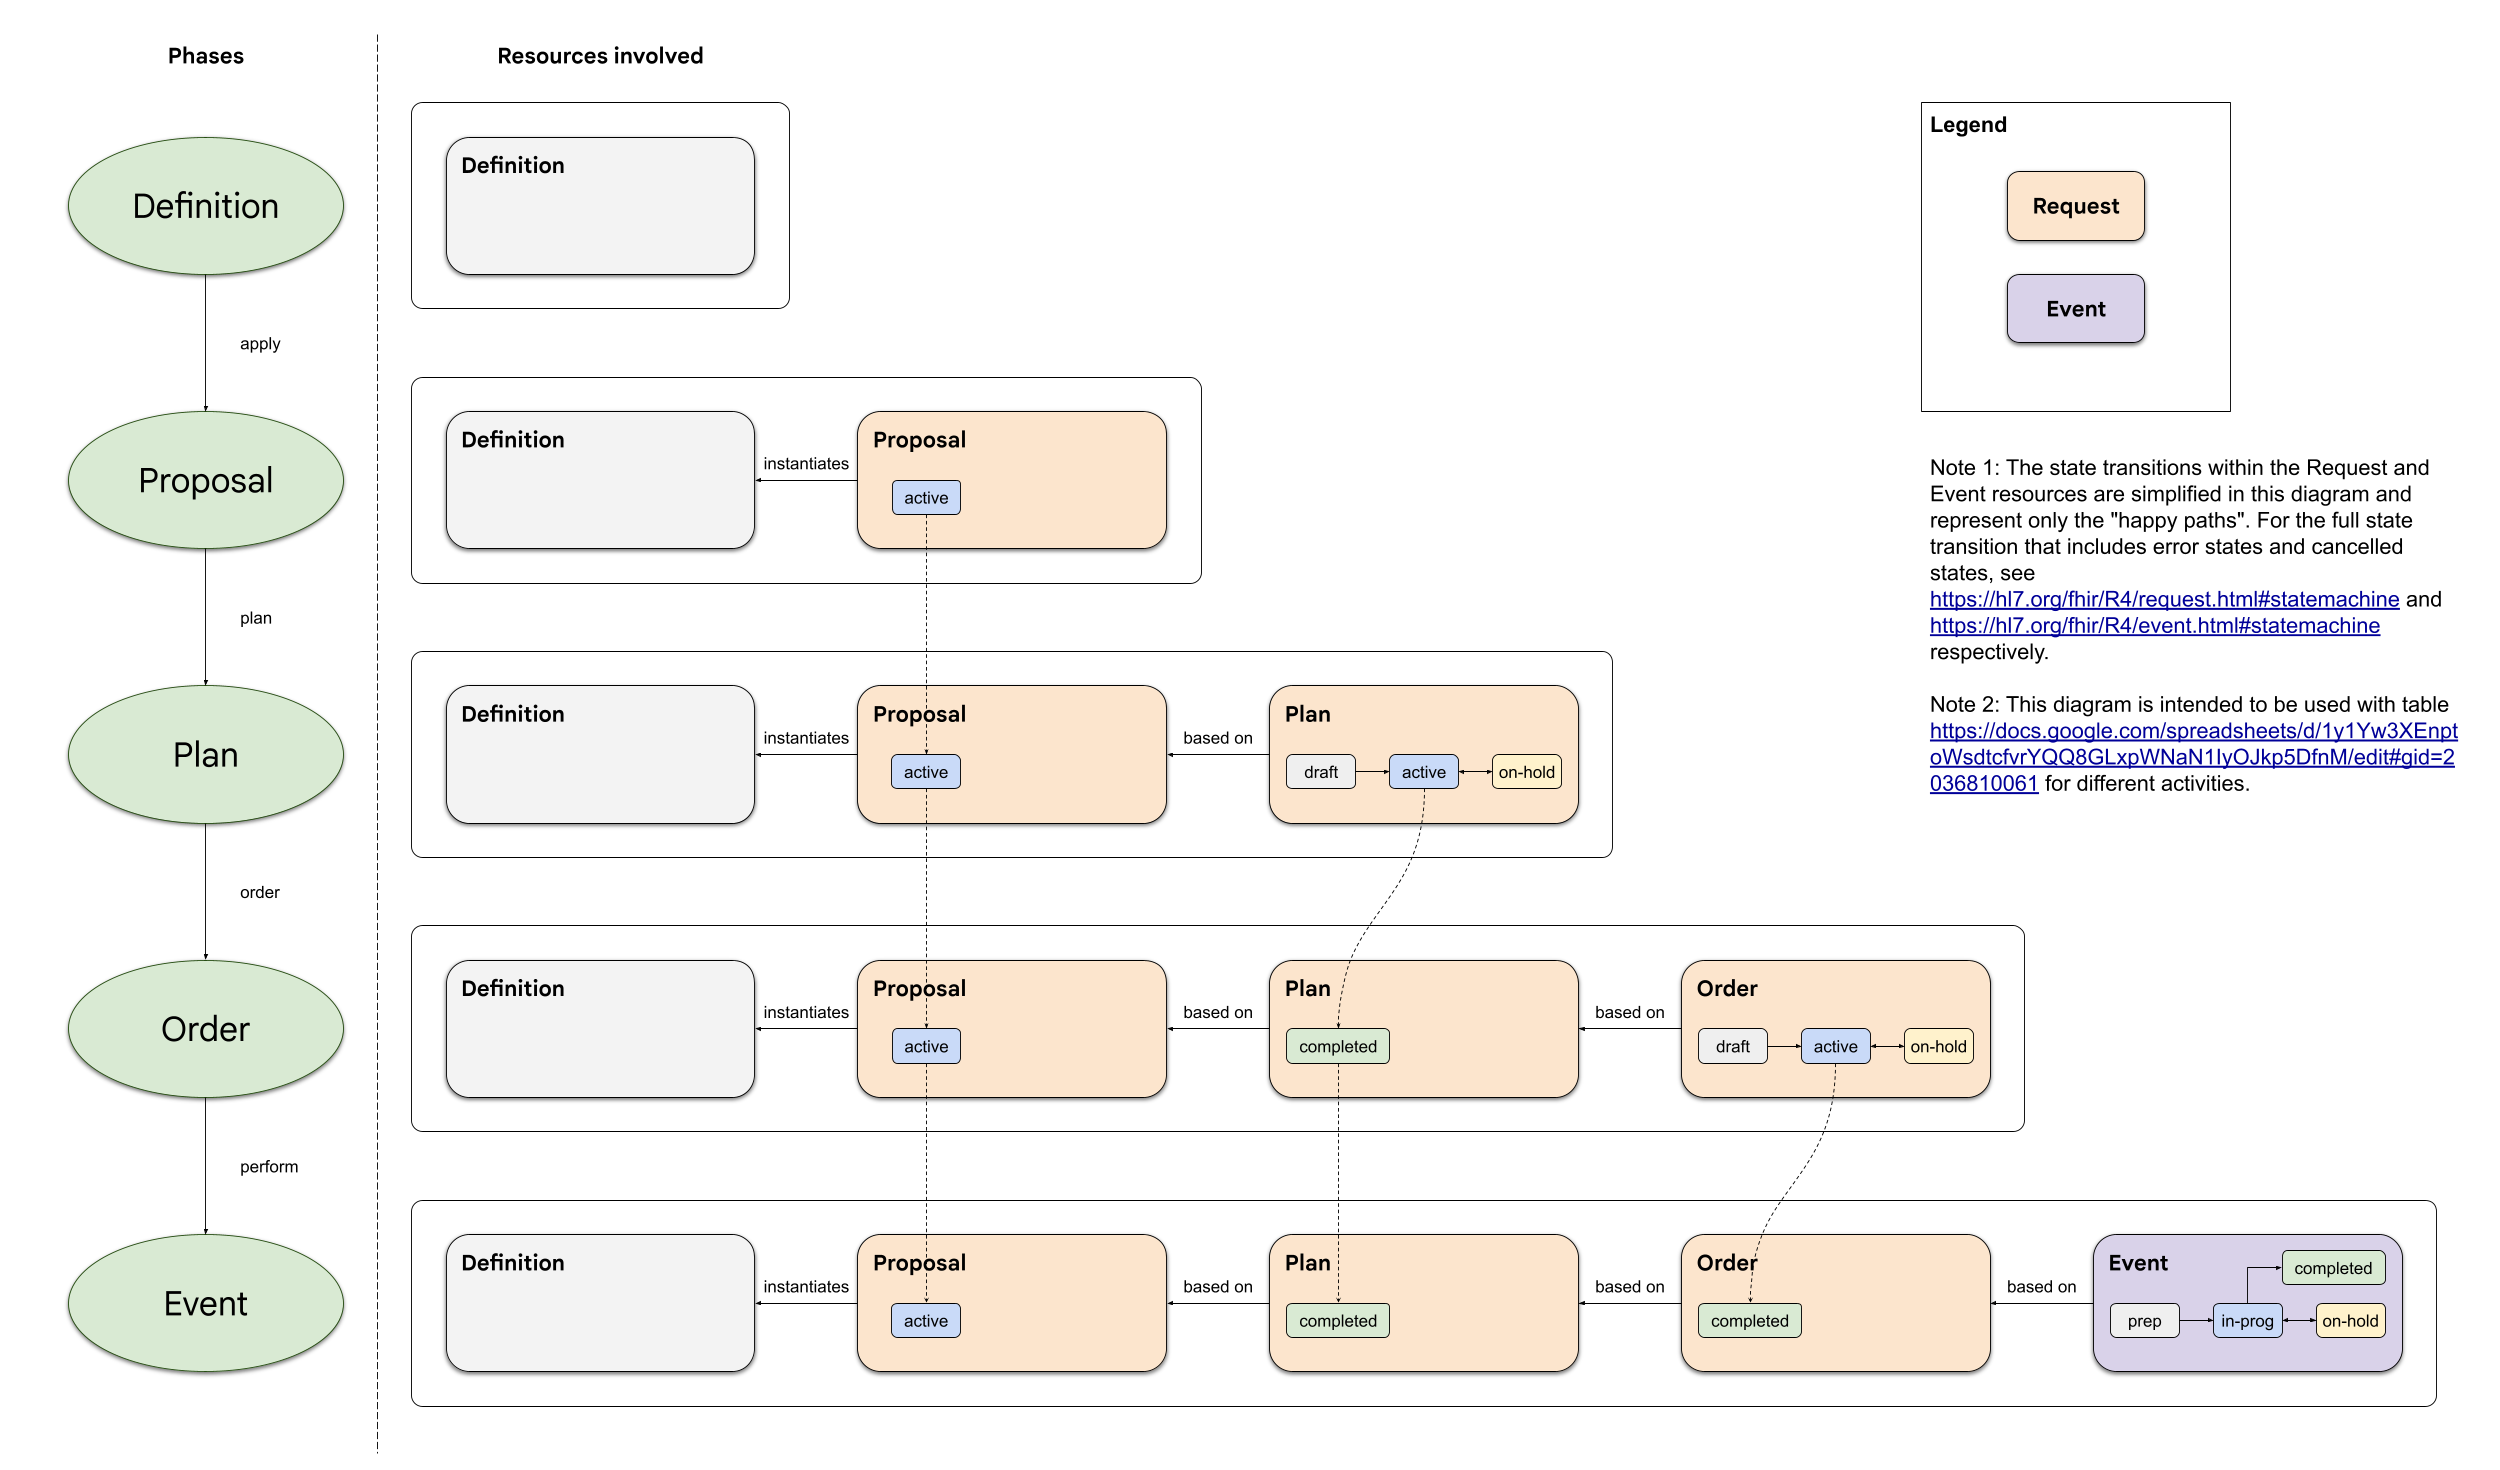 Phases
Resources involved
Legend
Definition
Definition
Request
Event
apply
Proposal
Definition
instantiates
Proposal
active
Note 1: The state transitions within the Request and
Event resources are simplified in this diagram and
represent only the "happy paths". For the full state
transition that includes error states and cancelled
states, see
https://hl7.org/fhir/R4/request.html#statemachine and
https://hl7.org/fhir/R4/event.html#statemachine
respectively.
Note 2: This diagram is intended to be used with table
https://docs.google.com/spreadsheets/d/1y1Yw3XEnpt
oWsdtcfvrYQQ8GLxpWNaN1IyOJkp5DfnM/edit#gid=2
036810061 for different activities.
plan
Plan
Definition
instantiates
Proposal
active
based on
Plan
draft
active
on-hold
order
Order
Definition
instantiates
Proposal
active
based on
Plan
completed
based on
Order
draft
active
on-hold
perform
Event
Definition
instantiates
Proposal
active
based on
Plan
completed
based on
Order
completed
based on
Event
completed
prep
in-prog
on-hold